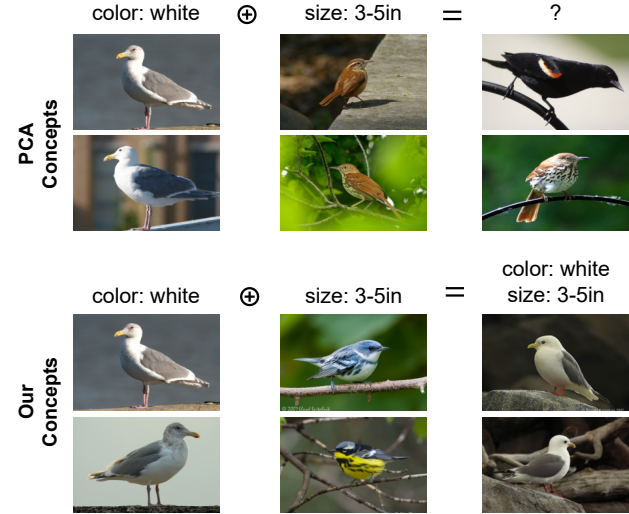 color: white ⊕ size: 3-5in = ?
PCA
Concepts
color: white ⊕ size: 3-5in = color: white
size: 3-5in
Our
Concepts